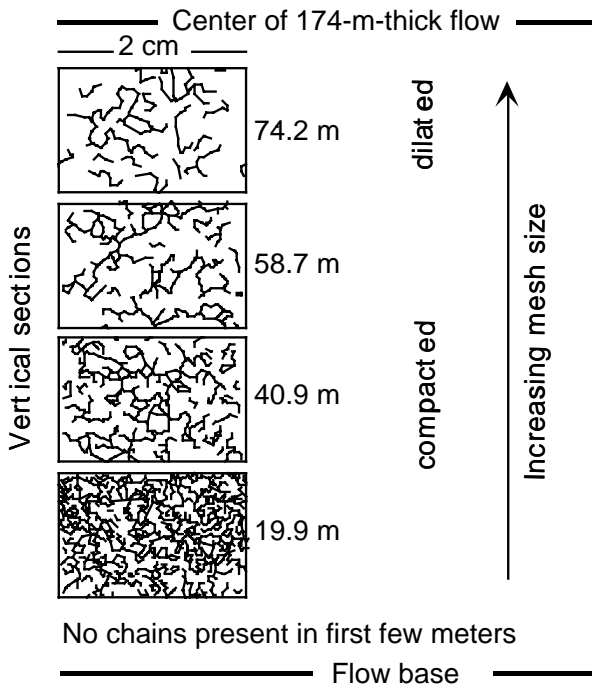 Center of 174-m-thick flow
2 cm
74.2 m
dilated
58.7 m
Vertical sections
Increasing mesh size
40.9 m
compacted
19.9 m
No chains present in first few meters
Flow base